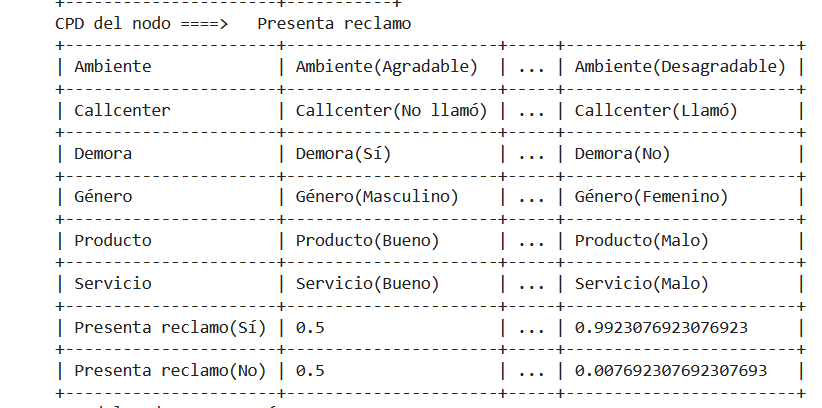 CPD del nodo ====> Presenta reclamo
Ambiente | Ambiente(Agradable) | ... | Ambiente(Desagradable)
Callcenter | Callcenter(No llamó) | ... | Callcenter(Llamó)
Demora | Demora(Sí) | ... | Demora(No)
Género | Género(Masculino) | ... | Género(Femenino)
Producto | Producto(Bueno) | ... | Producto(Malo)
Servicio | Servicio(Bueno) | ... | Servicio(Malo)
Presenta reclamo(Sí) | 0.5 | ... | 0.9923076923076923
Presenta reclamo(No) | 0.5 | ... | 0.007692307692307693